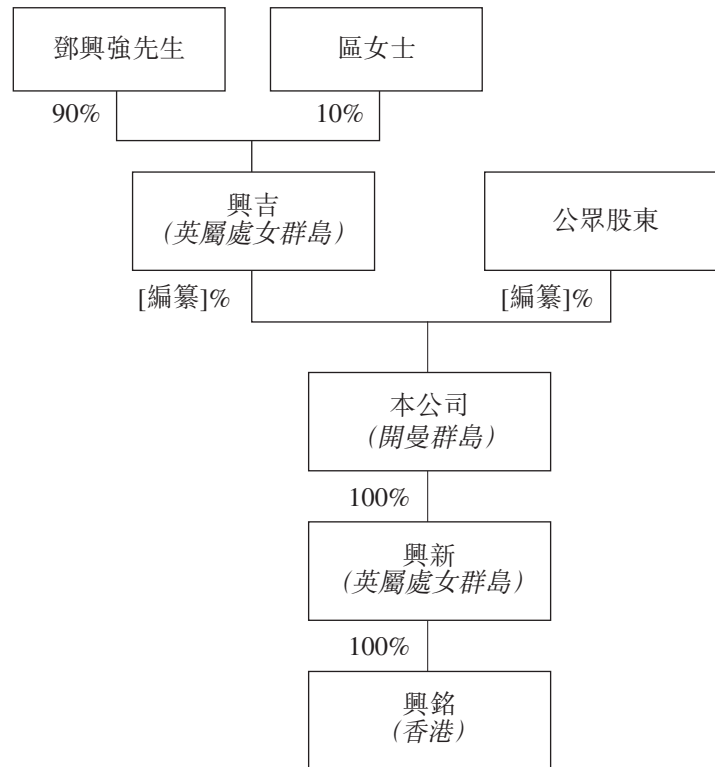 鄧興強先生
區女士
90%
10%
興吉
(英屬處女群島)
公眾股東
[編纂]%
[編纂]%
本公司
(開曼群島)
100%
興新
(英屬處女群島)
100%
興銘
(香港)